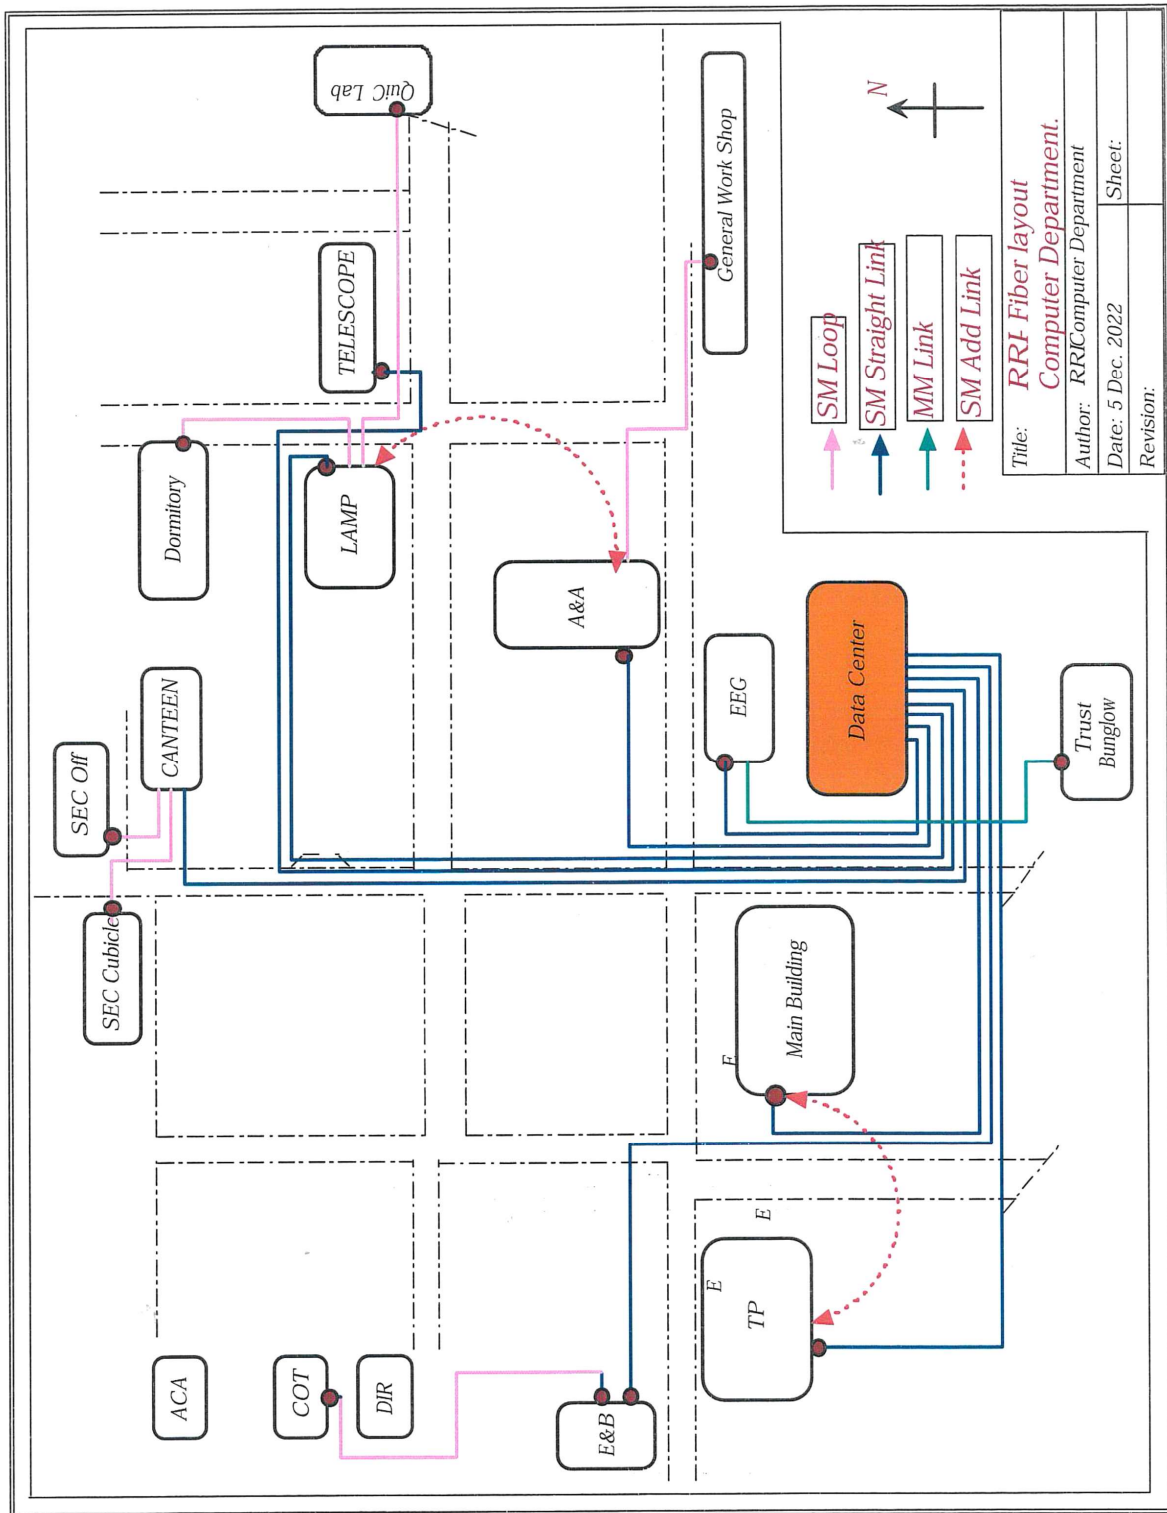 SEC Cubicle
SEC Off
CANTEEN
Dormitory
TELESCOPE
QuiC Lab
LAMP
ACA
COT
DIR
E&B
A&A
EEG
General Work Shop
TP
E
E
E
Main Building
Data Center
Trust
Bunglow
N
SM Loop
SM Straight Link
MM Link
SM Add Link
Title: RRI- Fiber layout
Computer Department.
Author: RRIComputer Department
Date: 5 Dec. 2022
Sheet:
Revision: